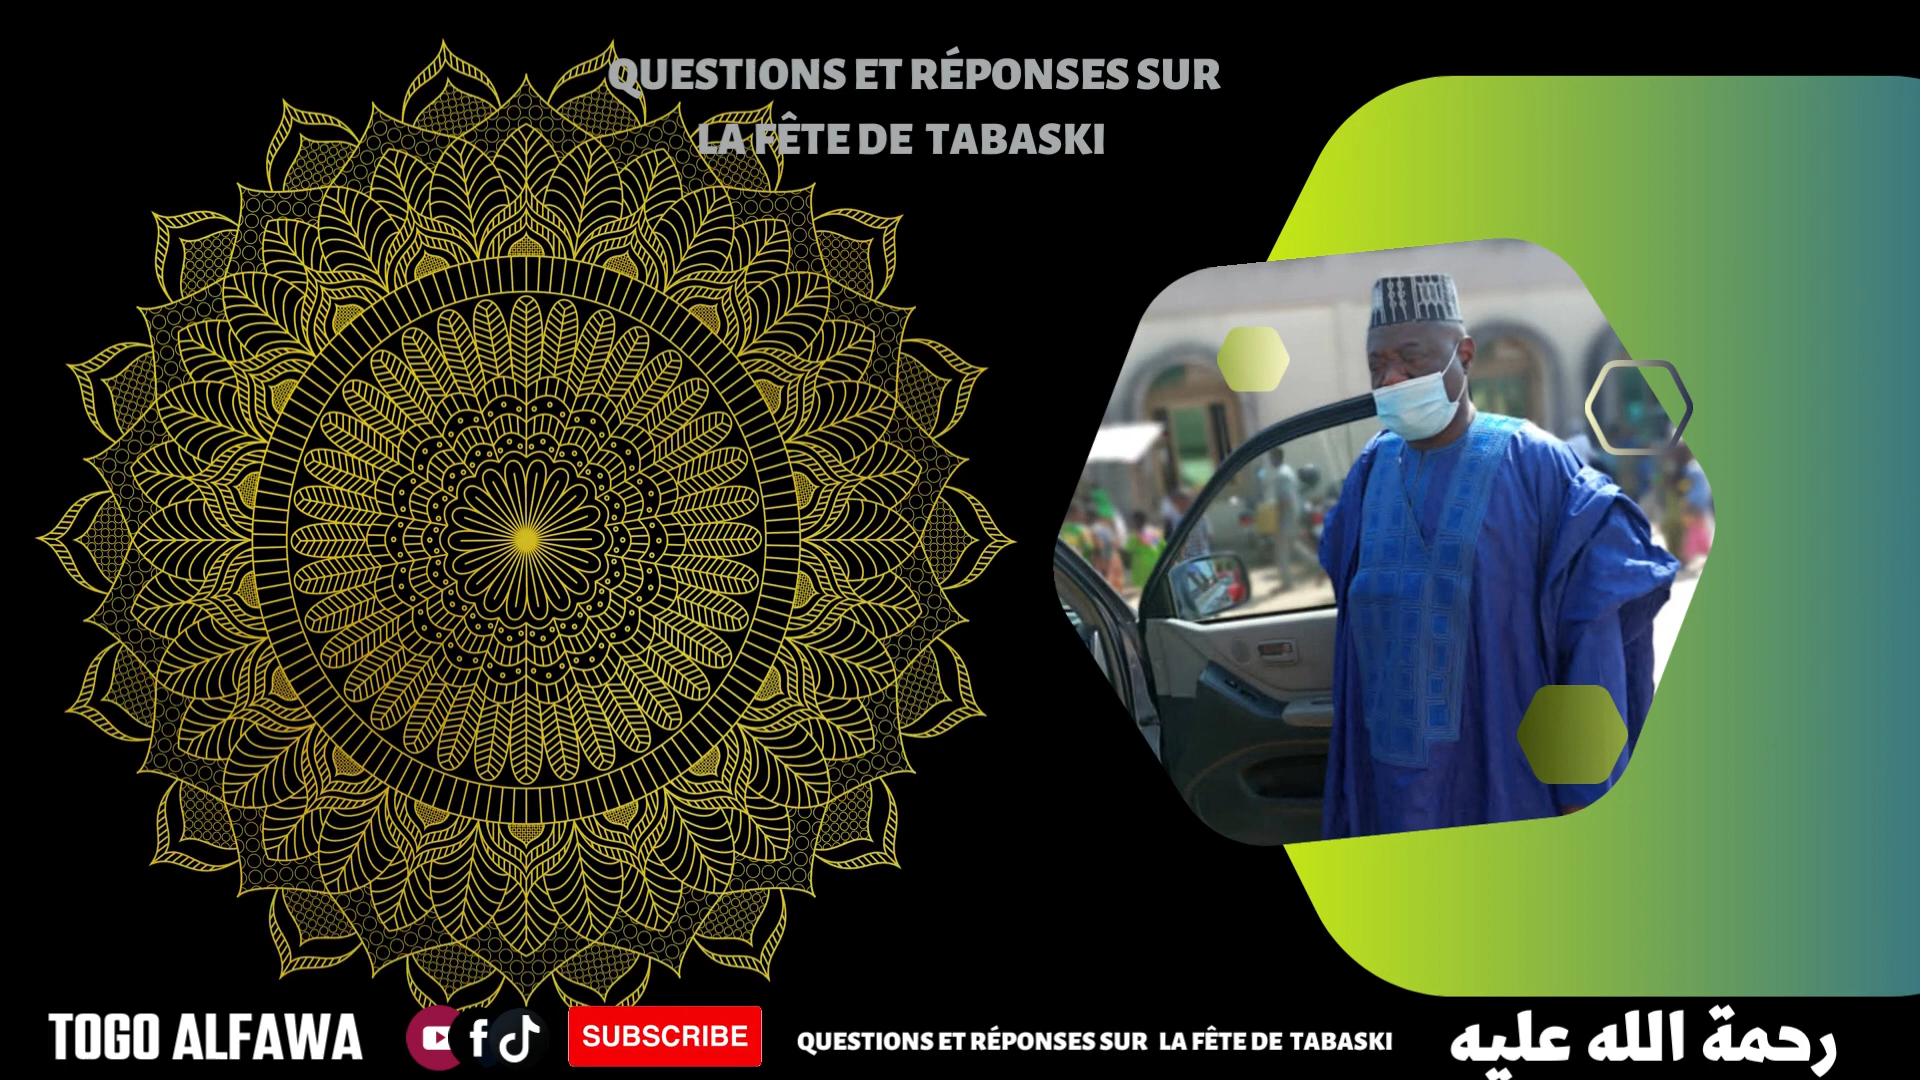 QUESTIONS ET RÉPONSES SUR
LA FÊTE DE TABASKI
TOGO ALFAWA
SUBSCRIBE
QUESTIONS ET RÉPONSES SUR LA FÊTE DE TABASKI
رحمة الله عليه